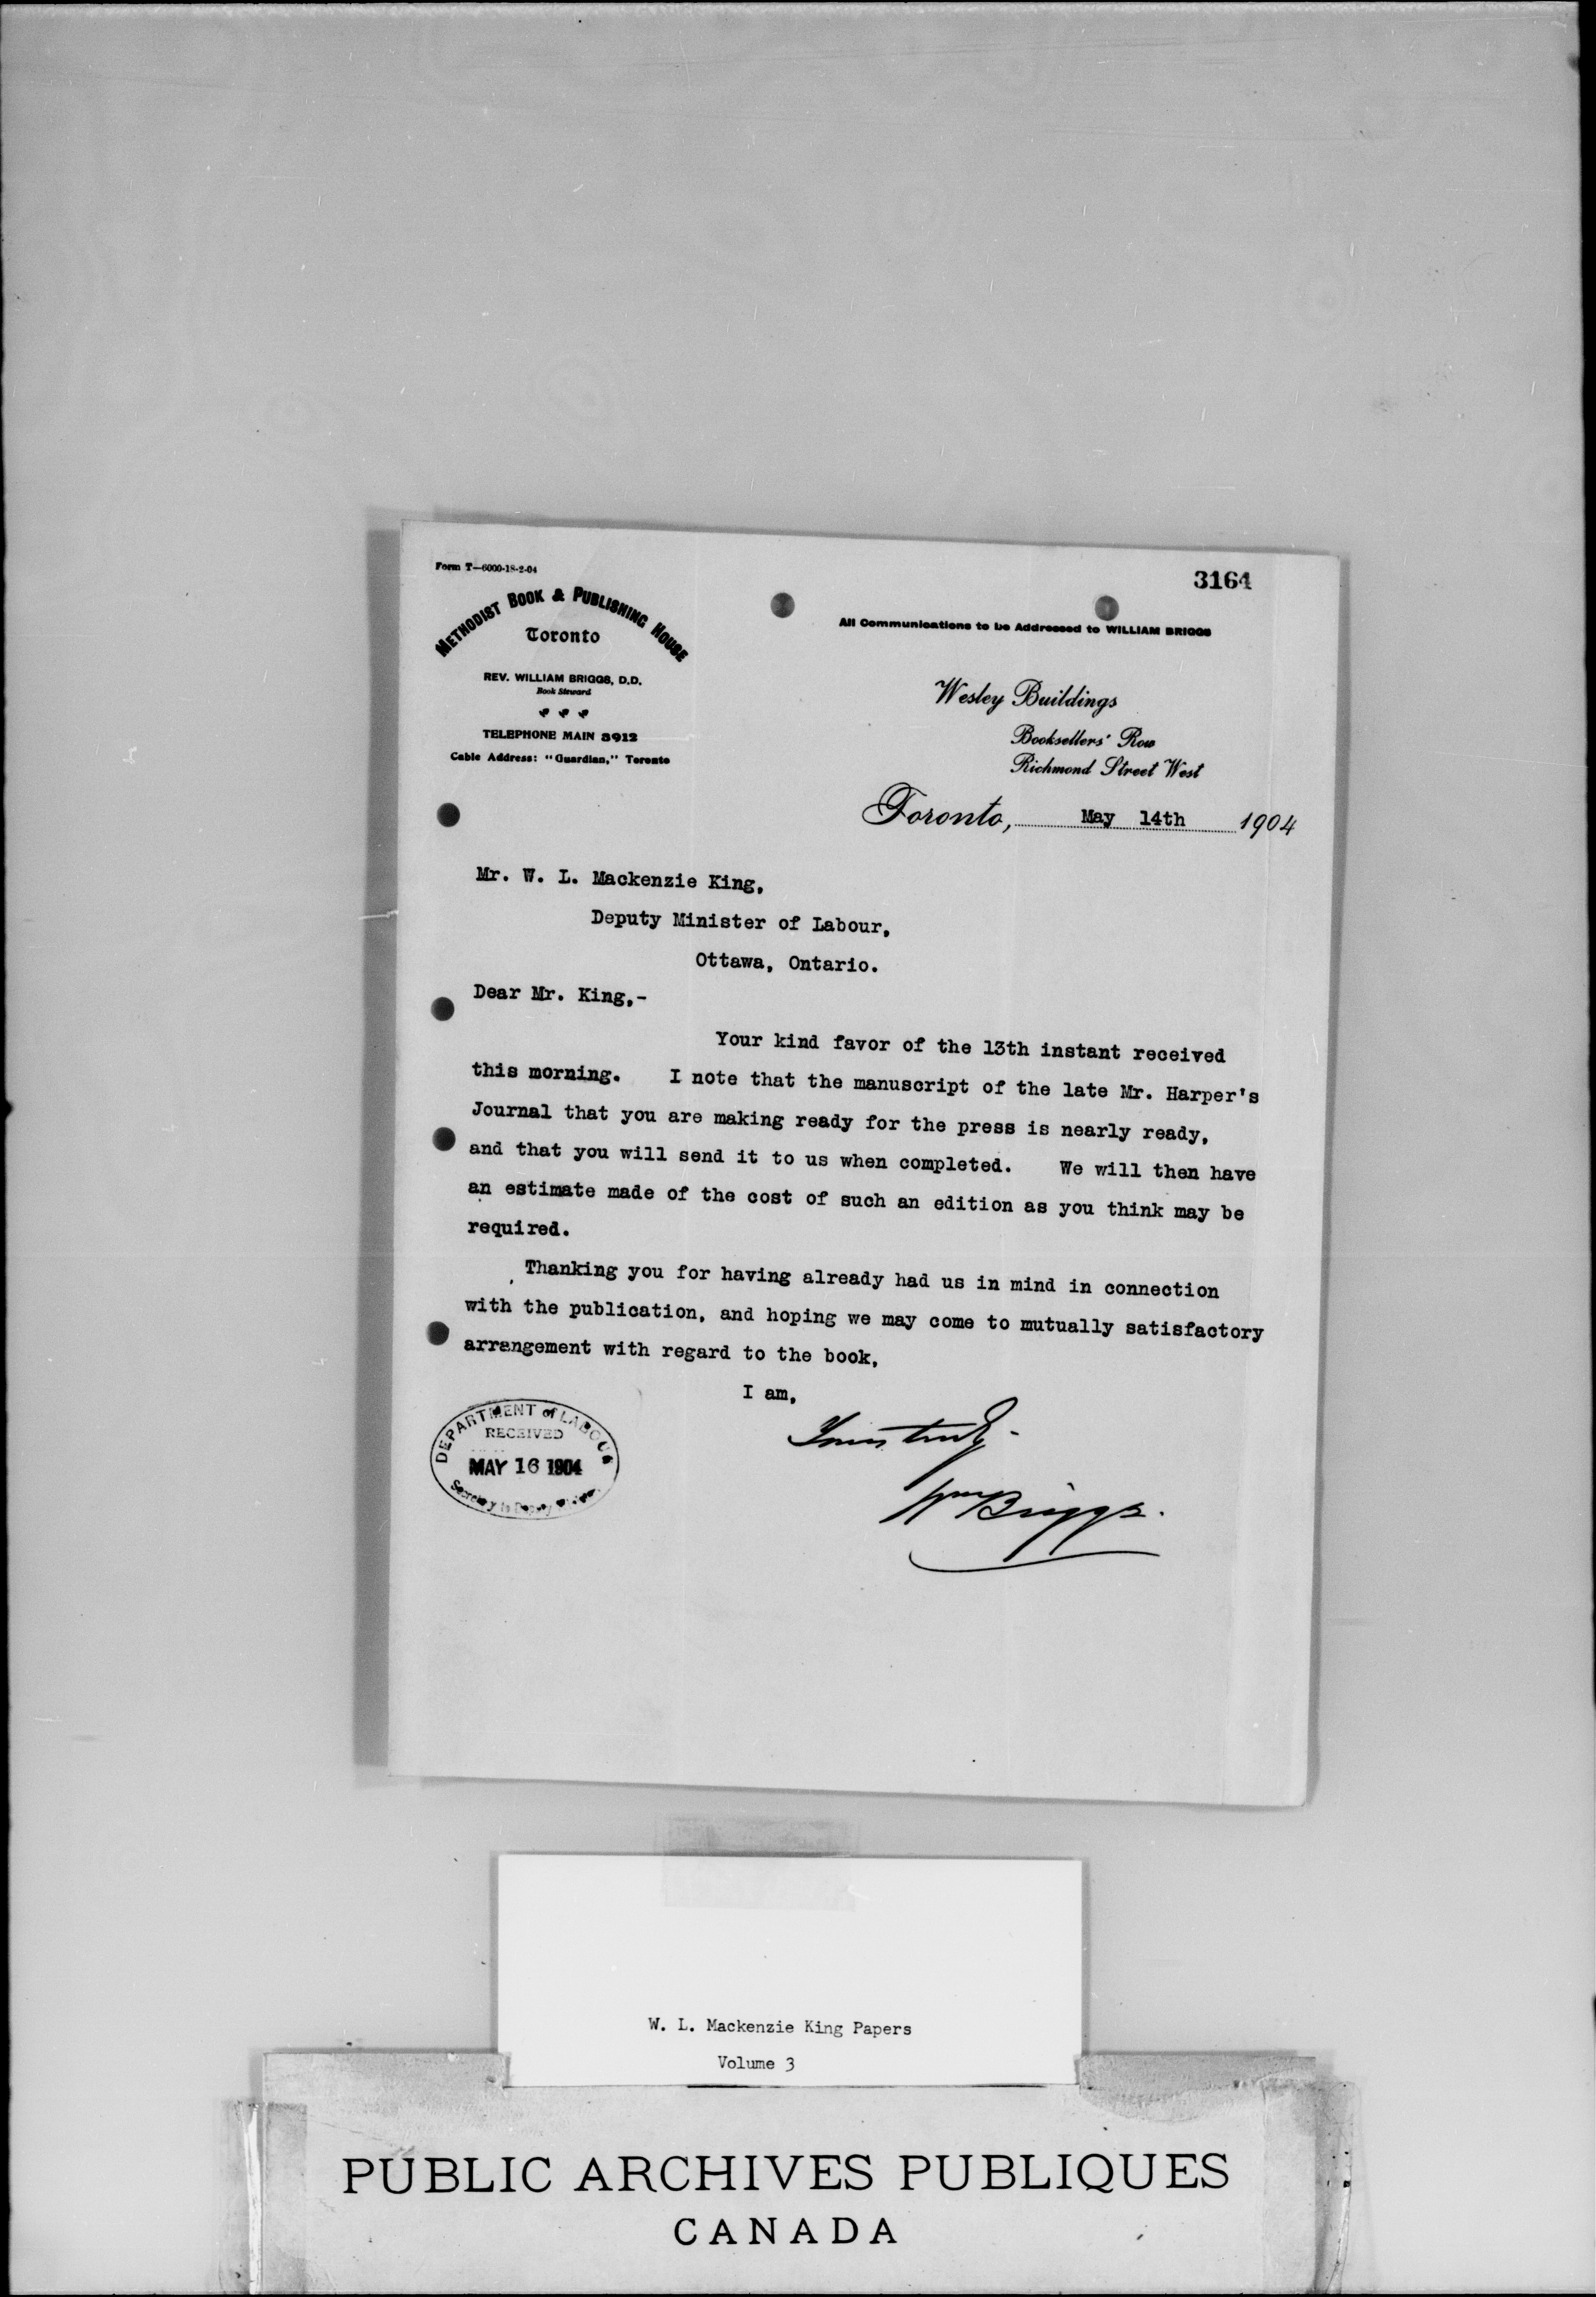 Form T—6000-18-2-04
3164
METHODIST BOOK & PUBLISHING HOUSE
Toronto
REV. WILLIAM BRIGGS, D.D.
Book Steward
TELEPHONE MAIN 3912
Cable Address: "Guardian," Toronto
All Communications to be Addressed to WILLIAM BRIGGS
Wesley Buildings
Booksellers' Row
Richmond Street West
Toronto, May 14th 1904
Mr. W. L. Mackenzie King,
Deputy Minister of Labour,
Ottawa, Ontario.
Dear Mr. King,-
Your kind favor of the 13th instant received
this morning. I note that the manuscript of the late Mr. Harper's
Journal that you are making ready for the press is nearly ready,
and that you will send it to us when completed. We will then have
an estimate made of the cost of such an edition as you think may be
required.
Thanking you for having already had us in mind in connection
with the publication, and hoping we may come to mutually satisfactory
arrangement with regard to the book,
I am,
Yours truly-
Wm Briggs.
DEPARTMENT of LABOUR
RECEIVED
MAY 16 1904
Secretary to Deputy
W. L. Mackenzie King Papers
Volume 3
PUBLIC ARCHIVES PUBLIQUES
CANADA